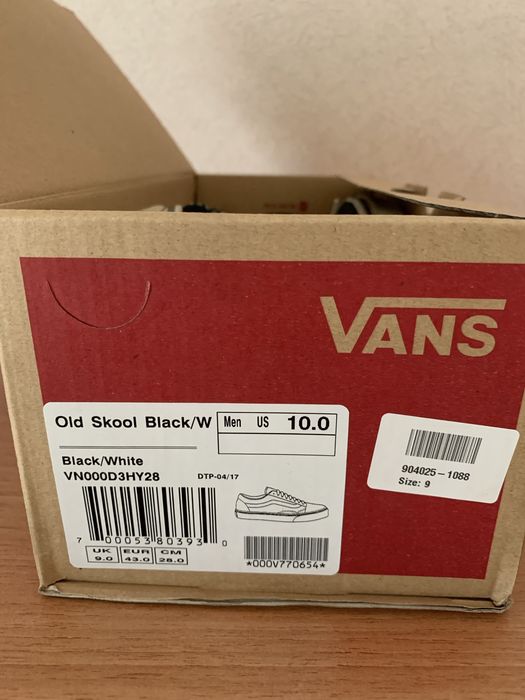 VANS
Old Skool Black/W
Men US 10.0
Black/White
VN000D3HY28
DTP-04/17
7 00053 80393 0
UK EUR CM
9.0 43.0 28.0
*000V770654*
904025-1088
Size: 9